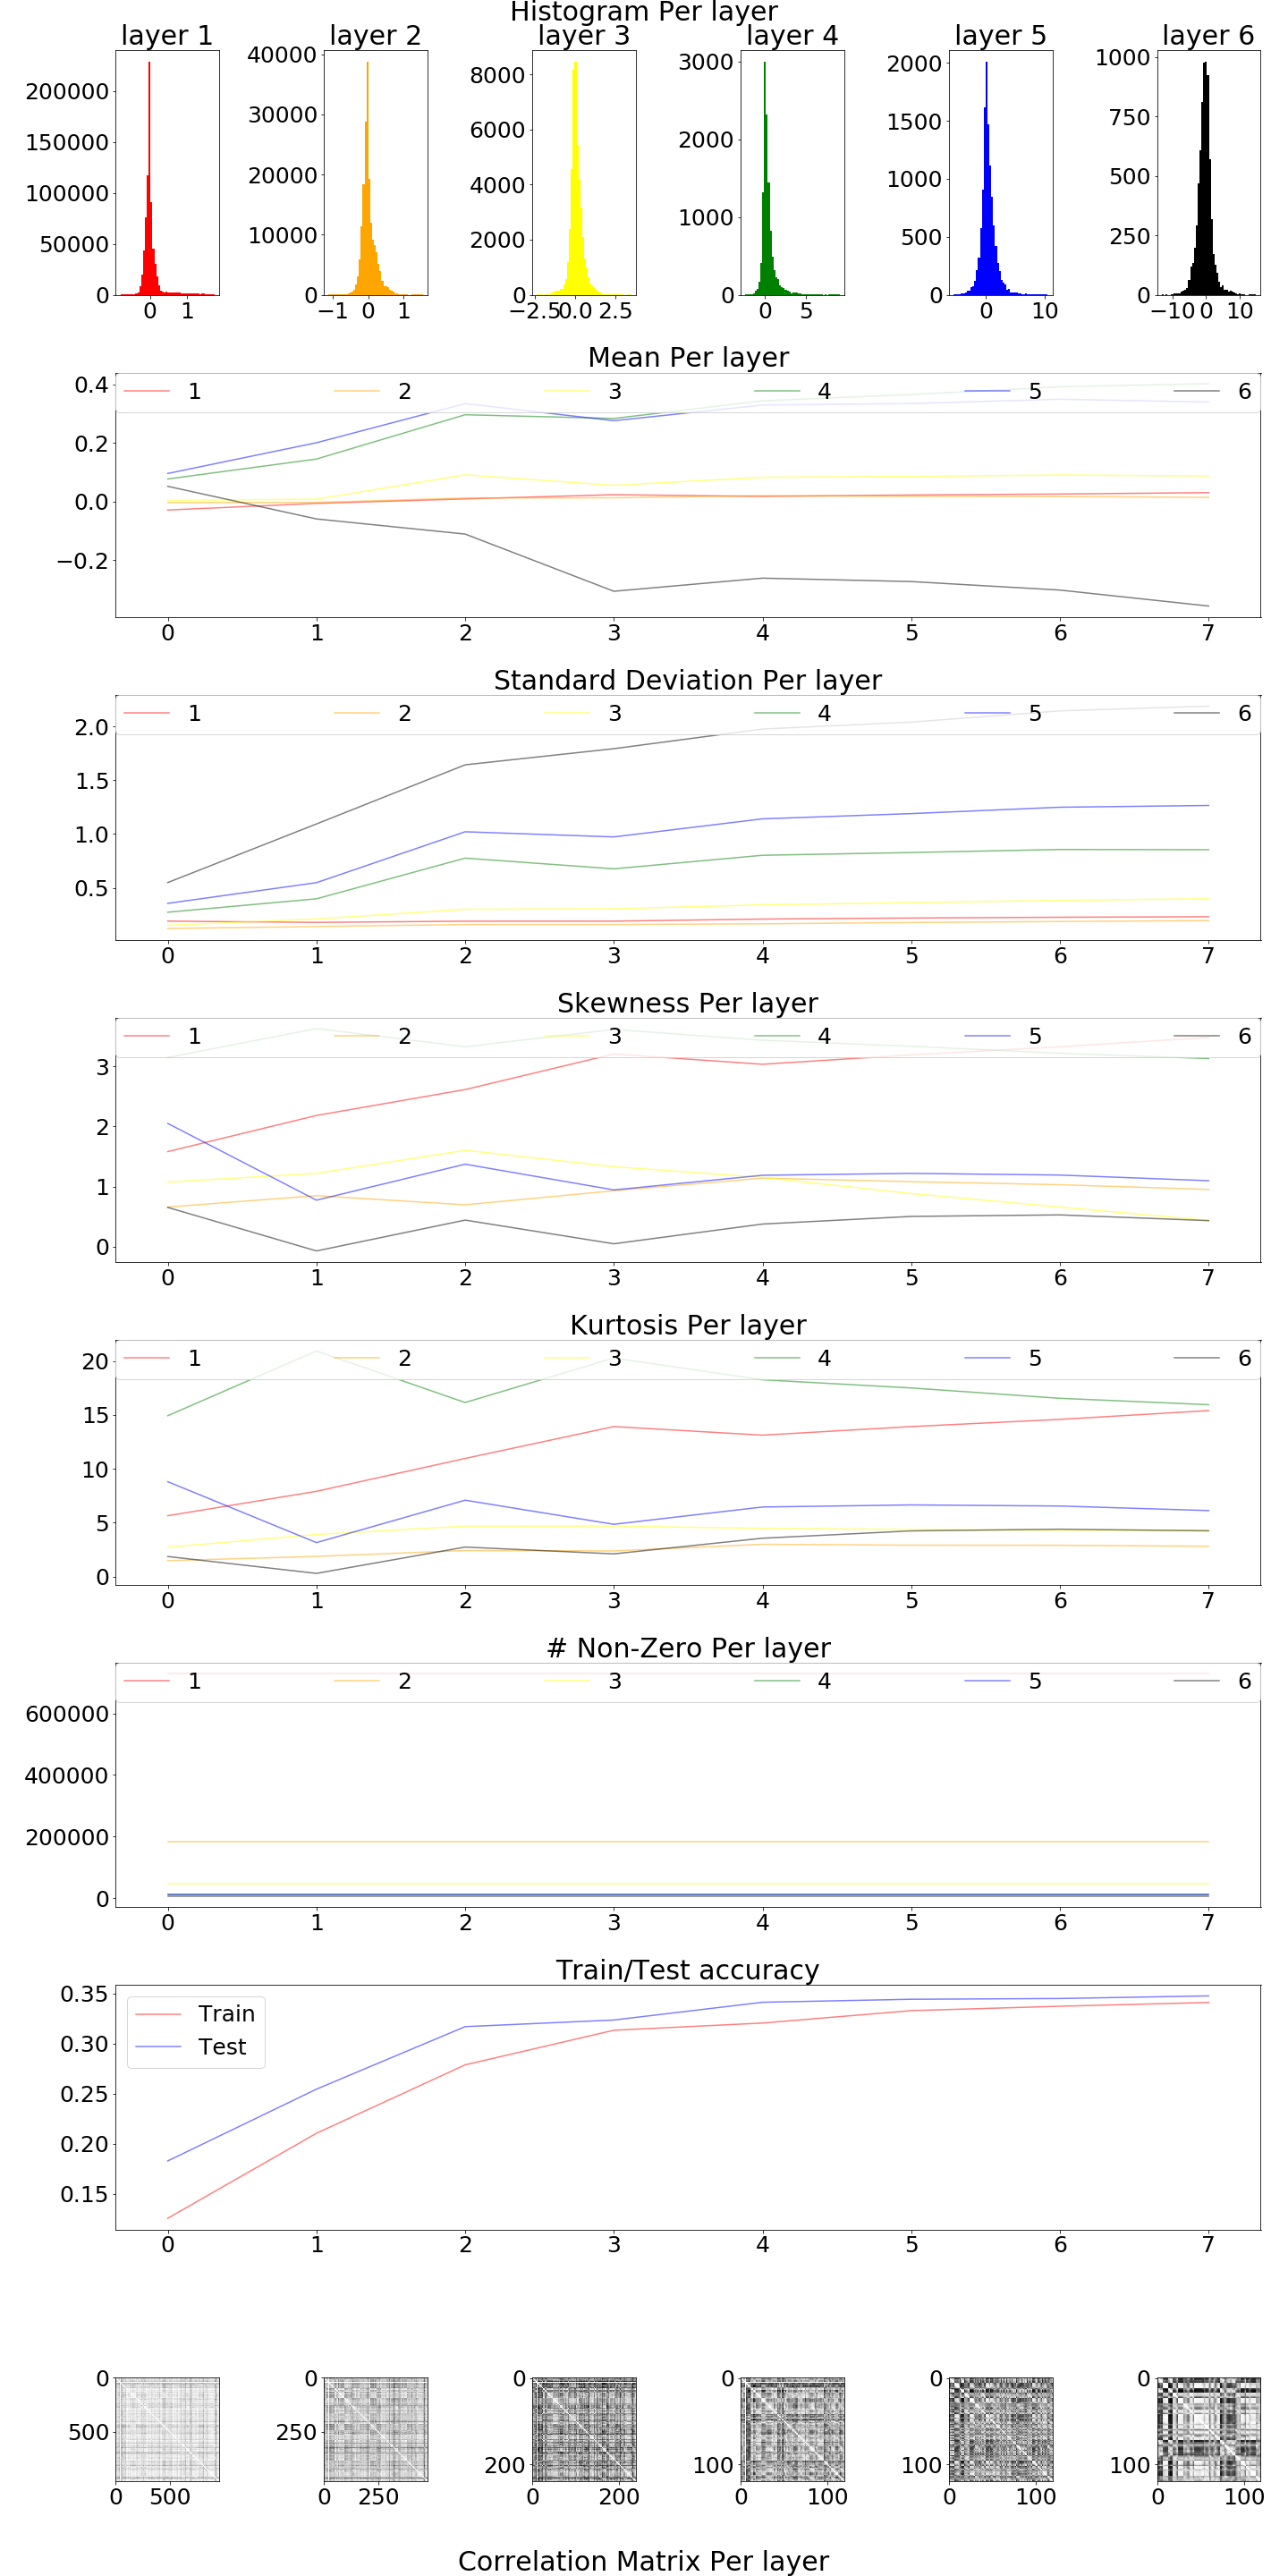 Histogram Per layer
layer 1 layer 2 layer 3 layer 4 layer 5 layer 6
200000 150000 100000 50000 0
0 1
40000 30000 20000 10000 0
−1 0 1
8000 6000 4000 2000 0
−2.5 0.0 2.5
3000 2000 1000 0
0 5
2000 1500 1000 500 0
0 10
1000 750 500 250 0
−10 0 10
Mean Per layer
1 2 3 4 5 6
0.4
0.2
0.0
−0.2
0 1 2 3 4 5 6 7
Standard Deviation Per layer
1 2 3 4 5 6
2.0
1.5
1.0
0.5
0 1 2 3 4 5 6 7
Skewness Per layer
1 2 3 4 5 6
3
2
1
0
0 1 2 3 4 5 6 7
Kurtosis Per layer
1 2 3 4 5 6
20
15
10
5
0
0 1 2 3 4 5 6 7
# Non-Zero Per layer
1 2 3 4 5 6
600000
400000
200000
0
0 1 2 3 4 5 6 7
Train/Test accuracy
Train
Test
0.35
0.30
0.25
0.20
0.15
0 1 2 3 4 5 6 7
0 500
0 500
0 250
0 250
0 200
0 200
0 100
0 100
0 100
0 100
0 100
0 100
Correlation Matrix Per layer